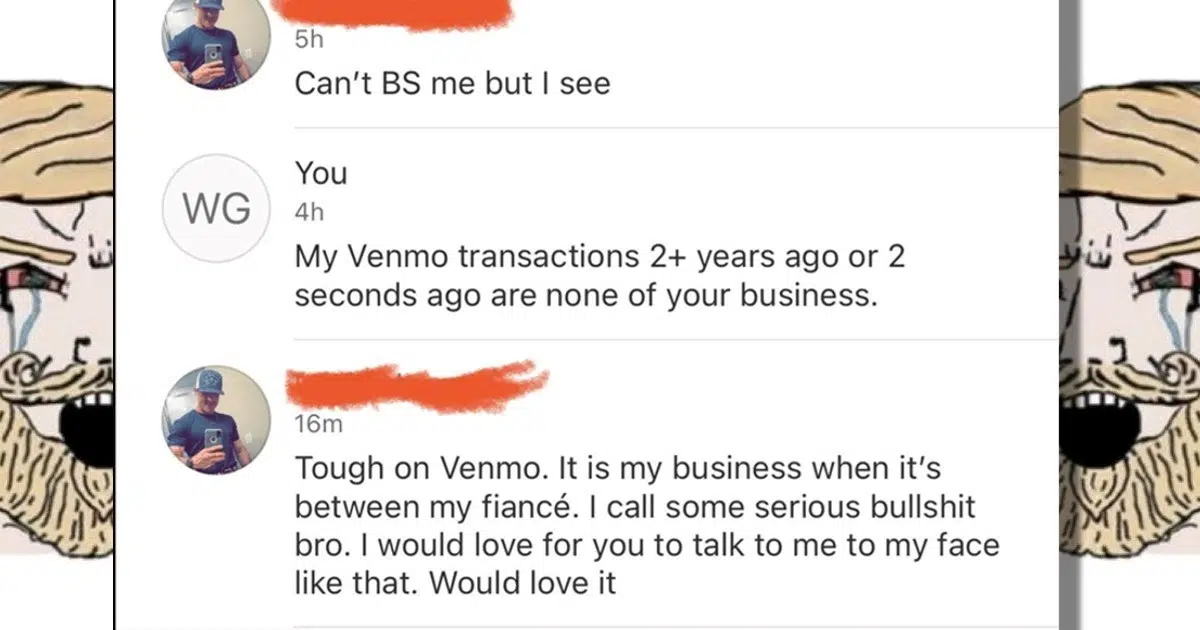 5h
Can't BS me but I see
WG
You
4h
My Venmo transactions 2+ years ago or 2
seconds ago are none of your business.
16m
Tough on Venmo. It is my business when it's
between my fiancé. I call some serious bullshit
bro. I would love for you to talk to me to my face
like that. Would love it